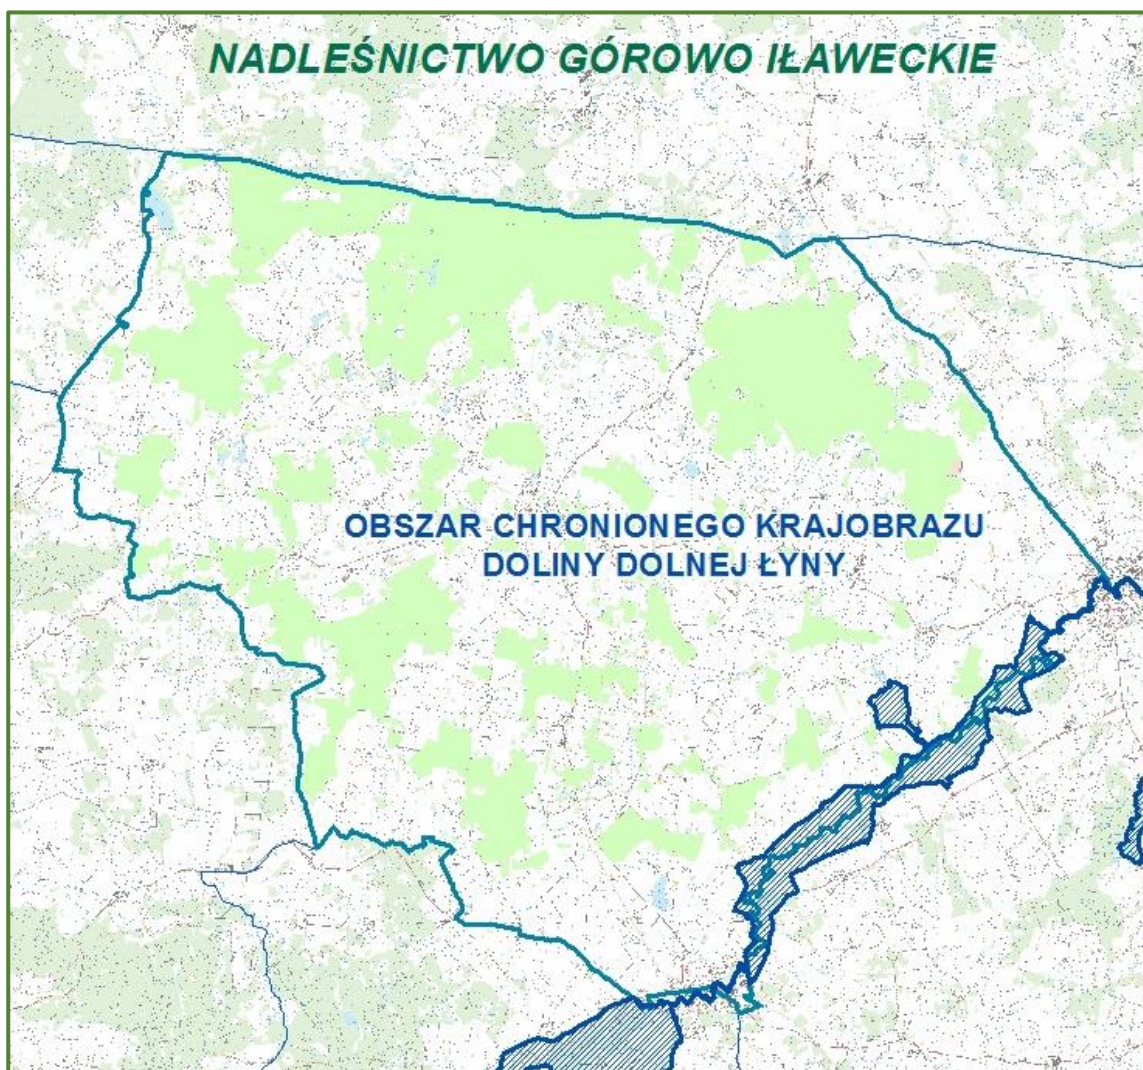 NADLEŚNICTWO GÓROWO IŁAWECKIE
OBSZAR CHRONIONEGO KRAJOBRAZU
DOLINY DOLNEJ ŁYNY